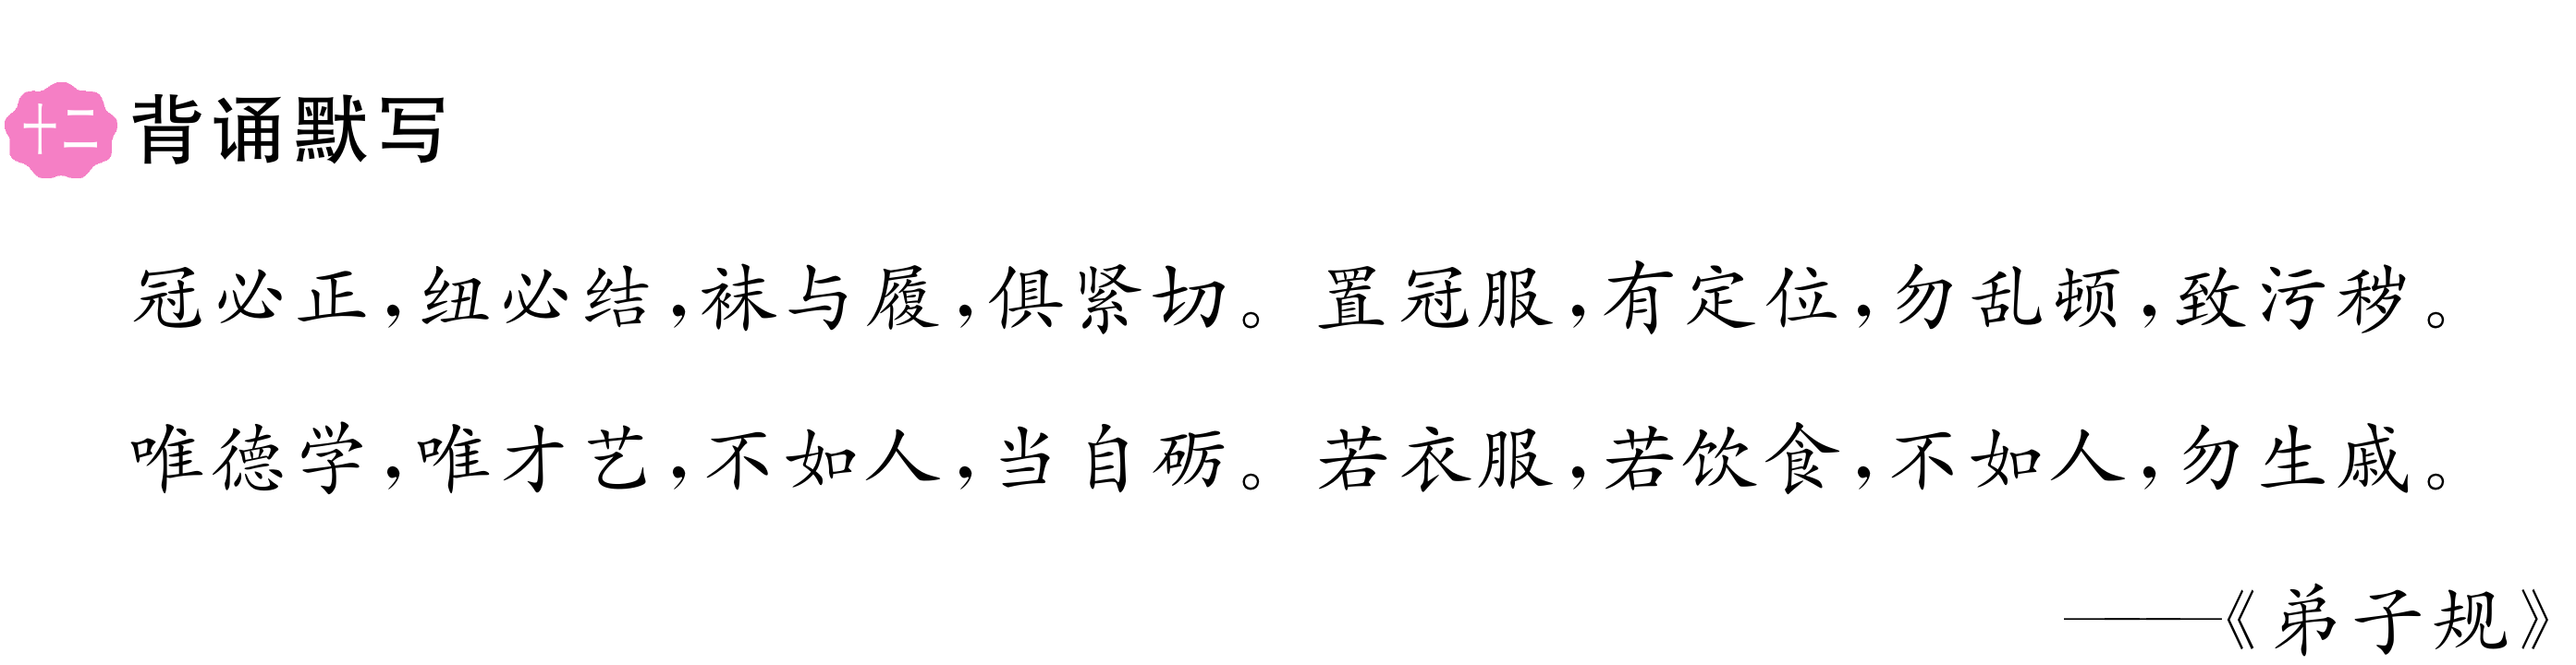 十二 背诵默写
冠必正,纽必结,袜与履,俱紧切。置冠服,有定位,勿乱顿,致污秽。
唯德学,唯才艺,不如人,当自砺。若衣服,若饮食,不如人,勿生戚。
——《弟子规》